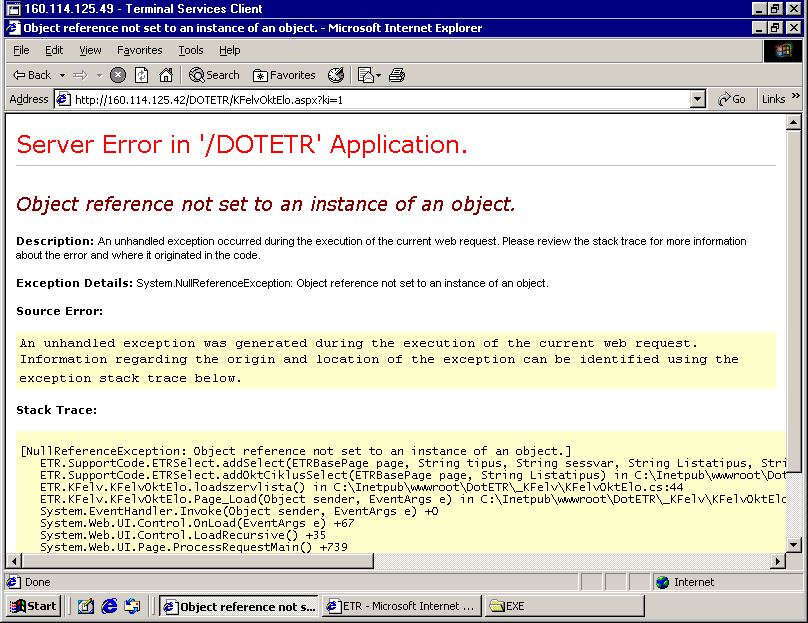 160.114.125.49 - Terminal Services Client
Object reference not set to an instance of an object. - Microsoft Internet Explorer
File Edit View Favorites Tools Help
Back Search Favorites
Address http://160.114.125.42/DOTETR/KFelvOktElo.aspx?ki=1 Go Links »
Server Error in '/DOTETR' Application.
Object reference not set to an instance of an object.
Description: An unhandled exception occurred during the execution of the current web request. Please review the stack trace for more information
about the error and where it originated in the code.
Exception Details: System.NullReferenceException: Object reference not set to an instance of an object.
Source Error:
An unhandled exception was generated during the execution of the current web request.
Information regarding the origin and location of the exception can be identified using the
exception stack trace below.
Stack Trace:
[NullReferenceException: Object reference not set to an instance of an object.]
ETR.SupportCode.ETRSelect.addSelect(ETRBasePage page, String tipus, String sessvar, String Listatipus, Stri
ETR.SupportCode.ETRSelect.addOktCiklusSelect(ETRBasePage page, String Listatipus) in C:\Inetpub\wwwroot\Dot
ETR.KFelv.KFelvOktElo.loadszervlista() in C:\Inetpub\wwwroot\DotETR\_KFelv\KFelvOktElo.cs:44
ETR.KFelv.KFelvOktElo.Page_Load(Object sender, EventArgs e) in C:\Inetpub\wwwroot\DotETR\_KFelv\KFelvOktElo
System.EventHandler.Invoke(Object sender, EventArgs e) +0
System.Web.UI.Control.OnLoad(EventArgs e) +67
System.Web.UI.Control.LoadRecursive() +35
System.Web.UI.Page.ProcessRequestMain() +739
Done Internet
Start Object reference not s... ETR - Microsoft Internet ... EXE